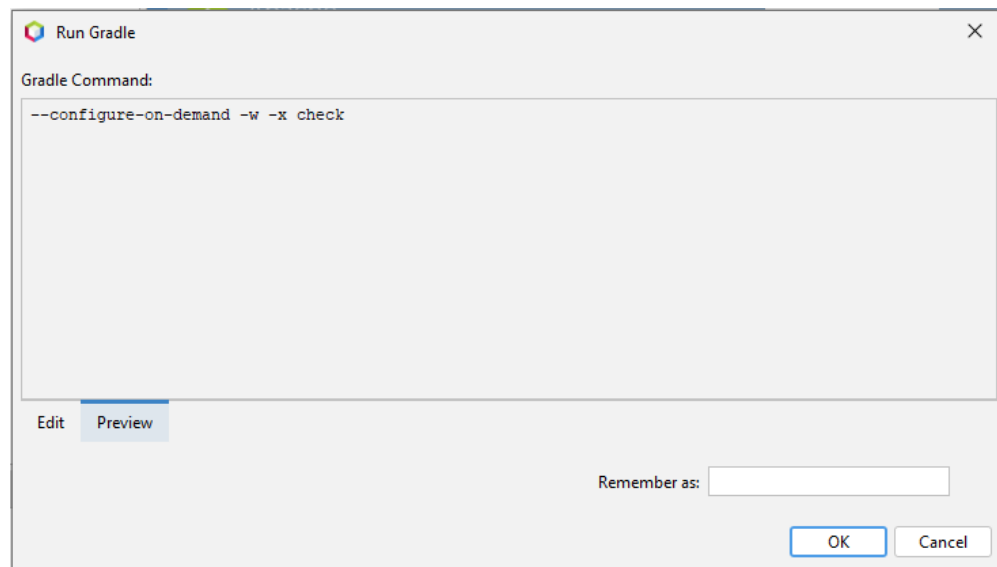 Run Gradle
Gradle Command:
--configure-on-demand -w -x check
Edit Preview
Remember as:
OK Cancel